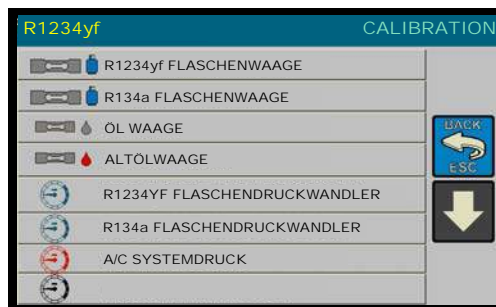 R1234yf CALIBRATION
R1234yf FLASCHENWAAGE
R134a FLASCHENWAAGE
ÖL WAAGE
BACK
ESC
ALTÖLWAAGE
R1234YF FLASCHENDRUCKWANDLER
R134a FLASCHENDRUCKWANDLER
A/C SYSTEMDRUCK